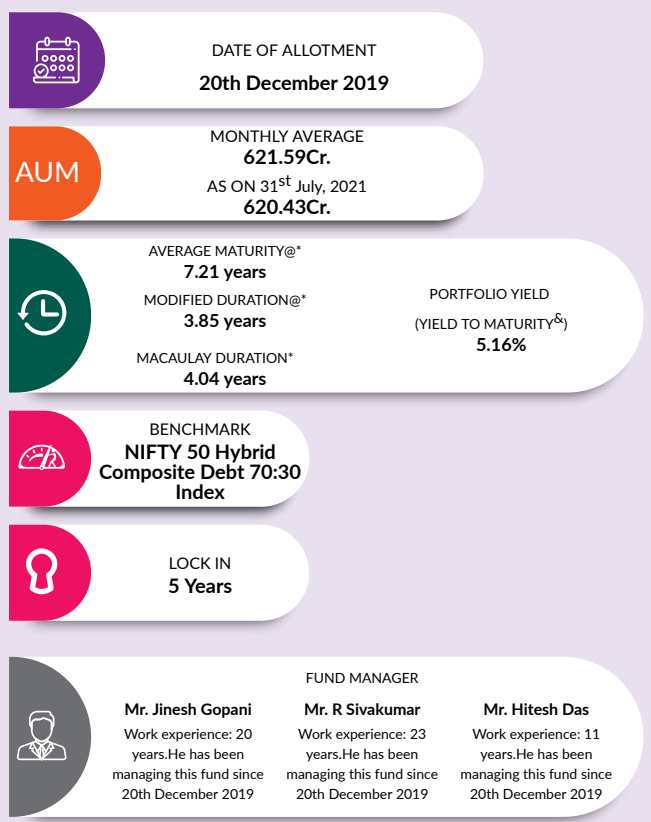 DATE OF ALLOTMENT
20th December 2019
AUM
MONTHLY AVERAGE
621.59Cr.
AS ON 31st July, 2021
620.43Cr.
AVERAGE MATURITY@*
7.21 years
MODIFIED DURATION@*
3.85 years
MACAULAY DURATION*
4.04 years
PORTFOLIO YIELD
(YIELD TO MATURITY&)
5.16%
BENCHMARK
NIFTY 50 Hybrid
Composite Debt 70:30
Index
LOCK IN
5 Years
FUND MANAGER
Mr. Jinesh Gopani
Work experience: 20
years.He has been
managing this fund since
20th December 2019
Mr. R Sivakumar
Work experience: 23
years.He has been
managing this fund since
20th December 2019
Mr. Hitesh Das
Work experience: 11
years.He has been
managing this fund since
20th December 2019